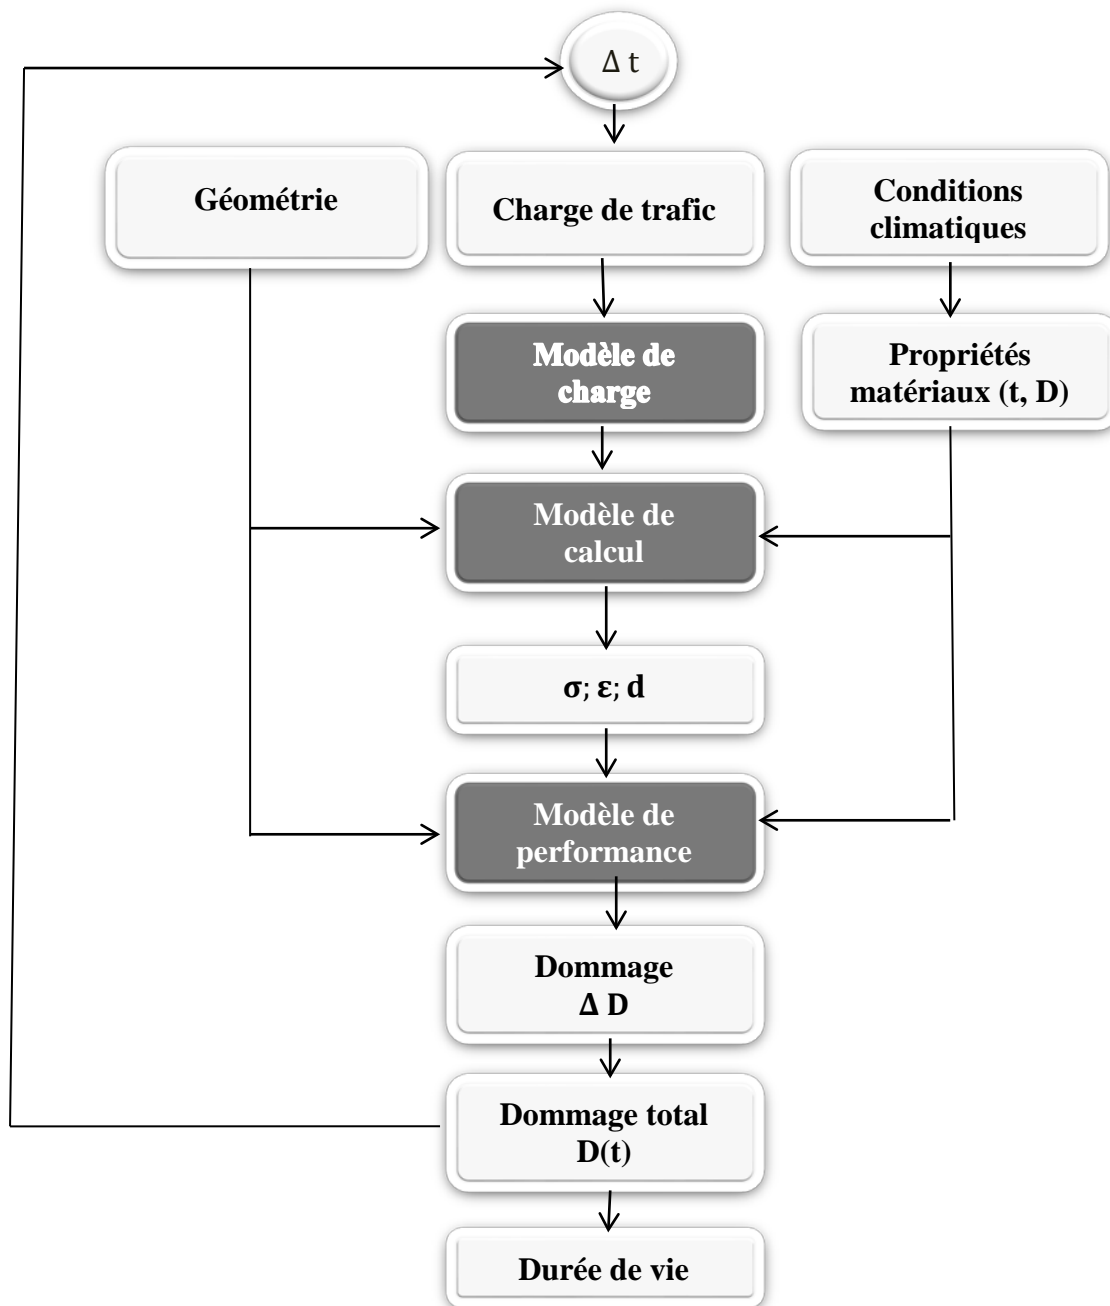 Δ t
Géométrie
Charge de trafic
Conditions
climatiques
Modèle de
charge
Propriétés
matériaux (t, D)
Modèle de
calcul
σ; ε; d
Modèle de
performance
Dommage
Δ D
Dommage total
D(t)
Durée de vie